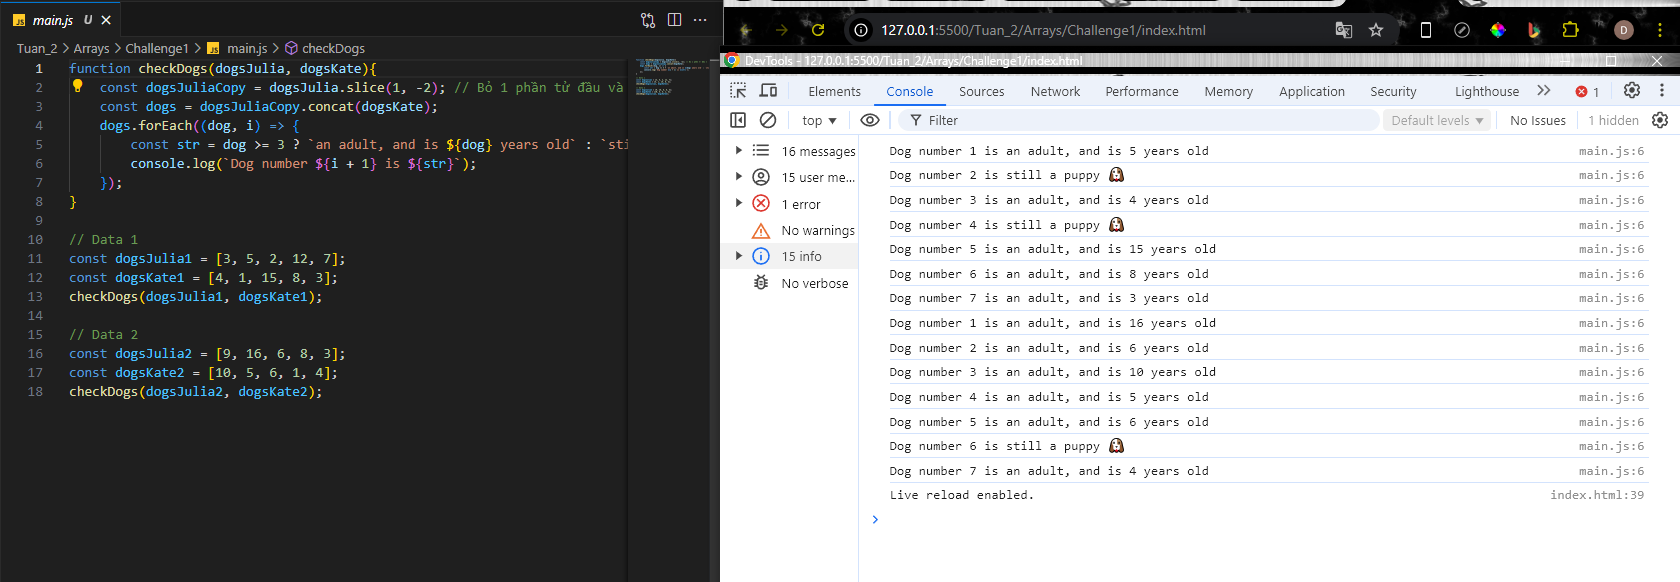 JS main.js U
Tuan_2 > Arrays > Challenge1 > JS main.js > checkDogs
1 function checkDogs(dogsJulia, dogsKate){
2 const dogsJuliaCopy = dogsJulia.slice(1, -2); // Bỏ 1 phần tử đầu và
3 const dogs = dogsJuliaCopy.concat(dogsKate);
4 dogs.forEach((dog, i) => {
5 const str = dog >= 3 ? `an adult, and is ${dog} years old` : `sti
6 console.log(`Dog number ${i + 1} is ${str}`);
7 });
8 }
9
10 // Data 1
11 const dogsJulia1 = [3, 5, 2, 12, 7];
12 const dogsKate1 = [4, 1, 15, 8, 3];
13 checkDogs(dogsJulia1, dogsKate1);
14
15 // Data 2
16 const dogsJulia2 = [9, 16, 6, 8, 3];
17 const dogsKate2 = [10, 5, 6, 1, 4];
18 checkDogs(dogsJulia2, dogsKate2);
127.0.0.1:5500/Tuan_2/Arrays/Challenge1/index.html
D
DevTools - 127.0.0.1:5500/Tuan_2/Arrays/Challenge1/index.html
Elements Console Sources Network Performance Memory Application Security Lighthouse 1
top Filter Default levels No Issues 1 hidden
16 messages
15 user me...
1 error
No warnings
15 info
No verbose
Dog number 1 is an adult, and is 5 years old main.js:6
Dog number 2 is still a puppy 🐶 main.js:6
Dog number 3 is an adult, and is 4 years old main.js:6
Dog number 4 is still a puppy 🐶 main.js:6
Dog number 5 is an adult, and is 15 years old main.js:6
Dog number 6 is an adult, and is 8 years old main.js:6
Dog number 7 is an adult, and is 3 years old main.js:6
Dog number 1 is an adult, and is 16 years old main.js:6
Dog number 2 is an adult, and is 6 years old main.js:6
Dog number 3 is an adult, and is 10 years old main.js:6
Dog number 4 is an adult, and is 5 years old main.js:6
Dog number 5 is an adult, and is 6 years old main.js:6
Dog number 6 is still a puppy 🐶 main.js:6
Dog number 7 is an adult, and is 4 years old main.js:6
Live reload enabled. index.html:39